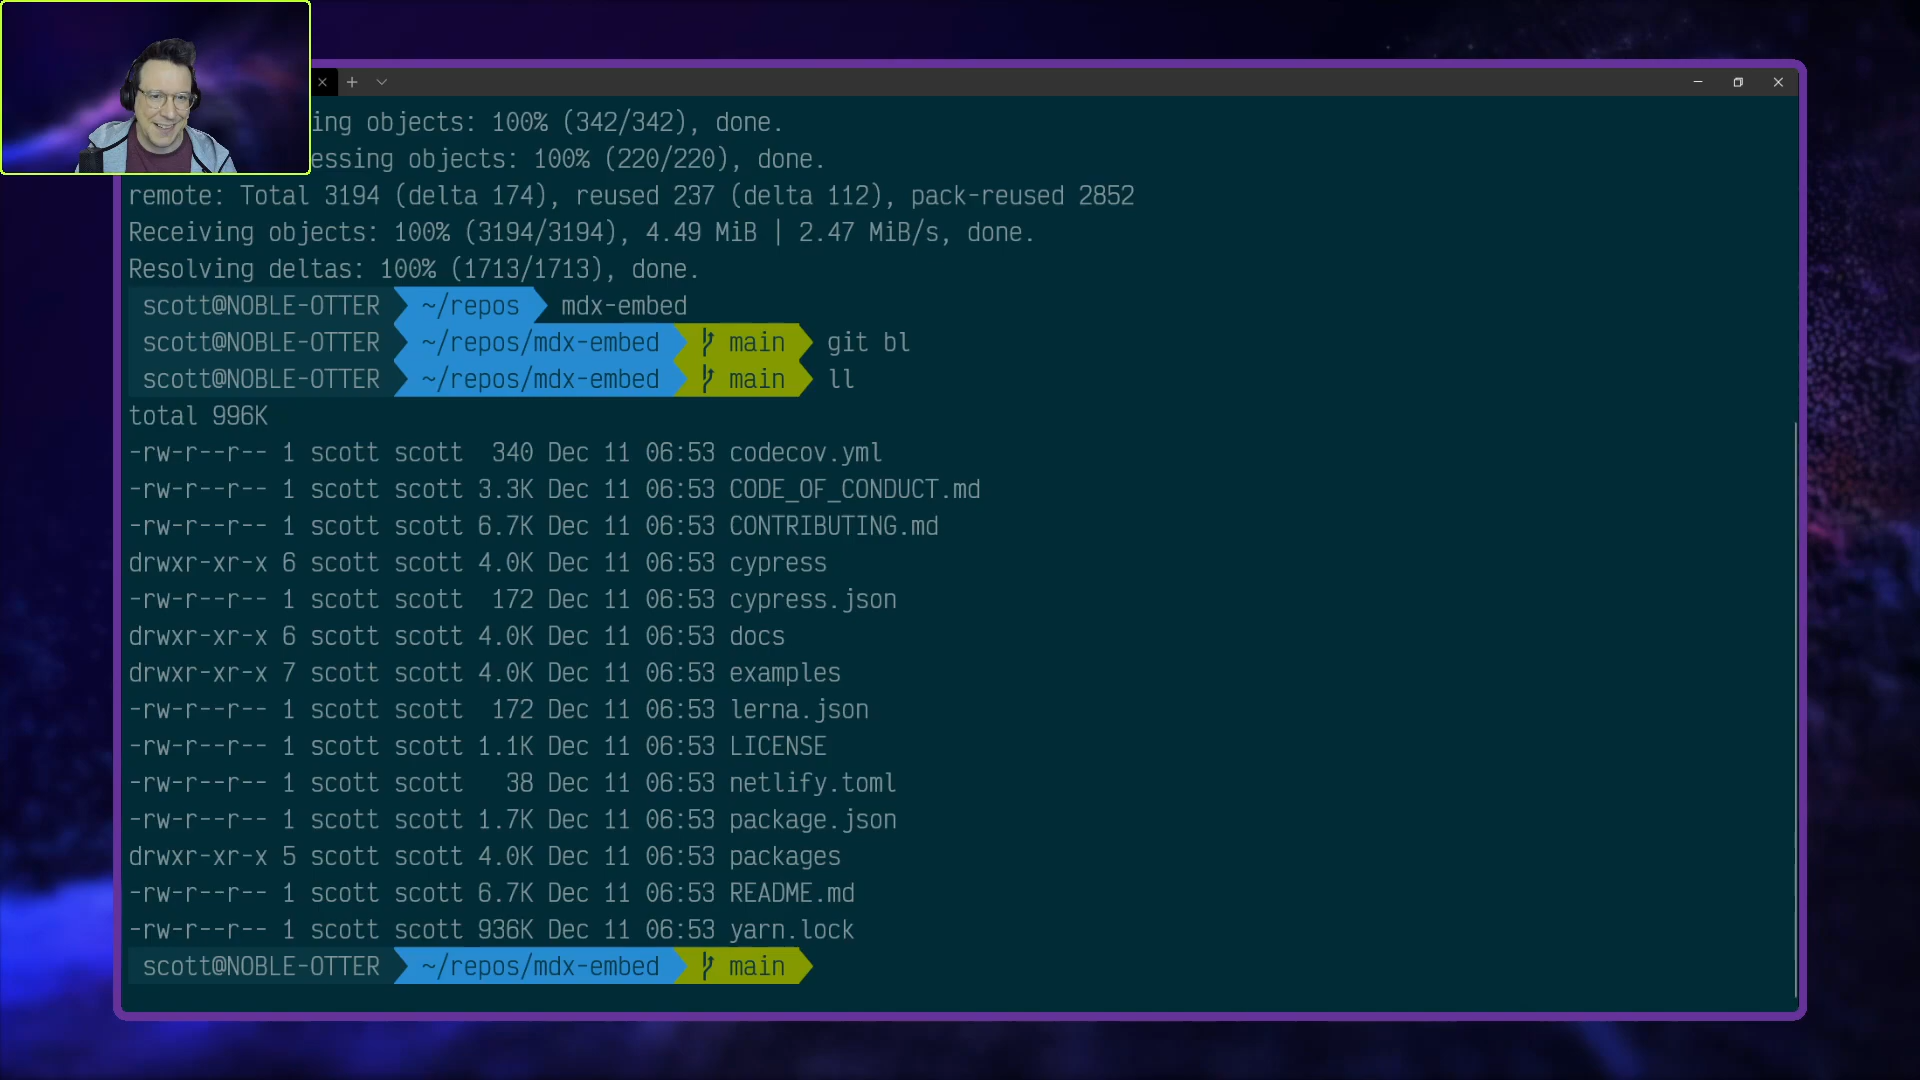 ing objects: 100% (342/342), done.
essing objects: 100% (220/220), done.
remote: Total 3194 (delta 174), reused 237 (delta 112), pack-reused 2852
Receiving objects: 100% (3194/3194), 4.49 MiB | 2.47 MiB/s, done.
Resolving deltas: 100% (1713/1713), done.
scott@NOBLE-OTTER ~/repos mdx-embed
scott@NOBLE-OTTER ~/repos/mdx-embed main git bl
scott@NOBLE-OTTER ~/repos/mdx-embed main ll
total 996K
-rw-r--r-- 1 scott scott 340 Dec 11 06:53 codecov.yml
-rw-r--r-- 1 scott scott 3.3K Dec 11 06:53 CODE_OF_CONDUCT.md
-rw-r--r-- 1 scott scott 6.7K Dec 11 06:53 CONTRIBUTING.md
drwxr-xr-x 6 scott scott 4.0K Dec 11 06:53 cypress
-rw-r--r-- 1 scott scott 172 Dec 11 06:53 cypress.json
drwxr-xr-x 6 scott scott 4.0K Dec 11 06:53 docs
drwxr-xr-x 7 scott scott 4.0K Dec 11 06:53 examples
-rw-r--r-- 1 scott scott 172 Dec 11 06:53 lerna.json
-rw-r--r-- 1 scott scott 1.1K Dec 11 06:53 LICENSE
-rw-r--r-- 1 scott scott 38 Dec 11 06:53 netlify.toml
-rw-r--r-- 1 scott scott 1.7K Dec 11 06:53 package.json
drwxr-xr-x 5 scott scott 4.0K Dec 11 06:53 packages
-rw-r--r-- 1 scott scott 6.7K Dec 11 06:53 README.md
-rw-r--r-- 1 scott scott 936K Dec 11 06:53 yarn.lock
scott@NOBLE-OTTER ~/repos/mdx-embed main